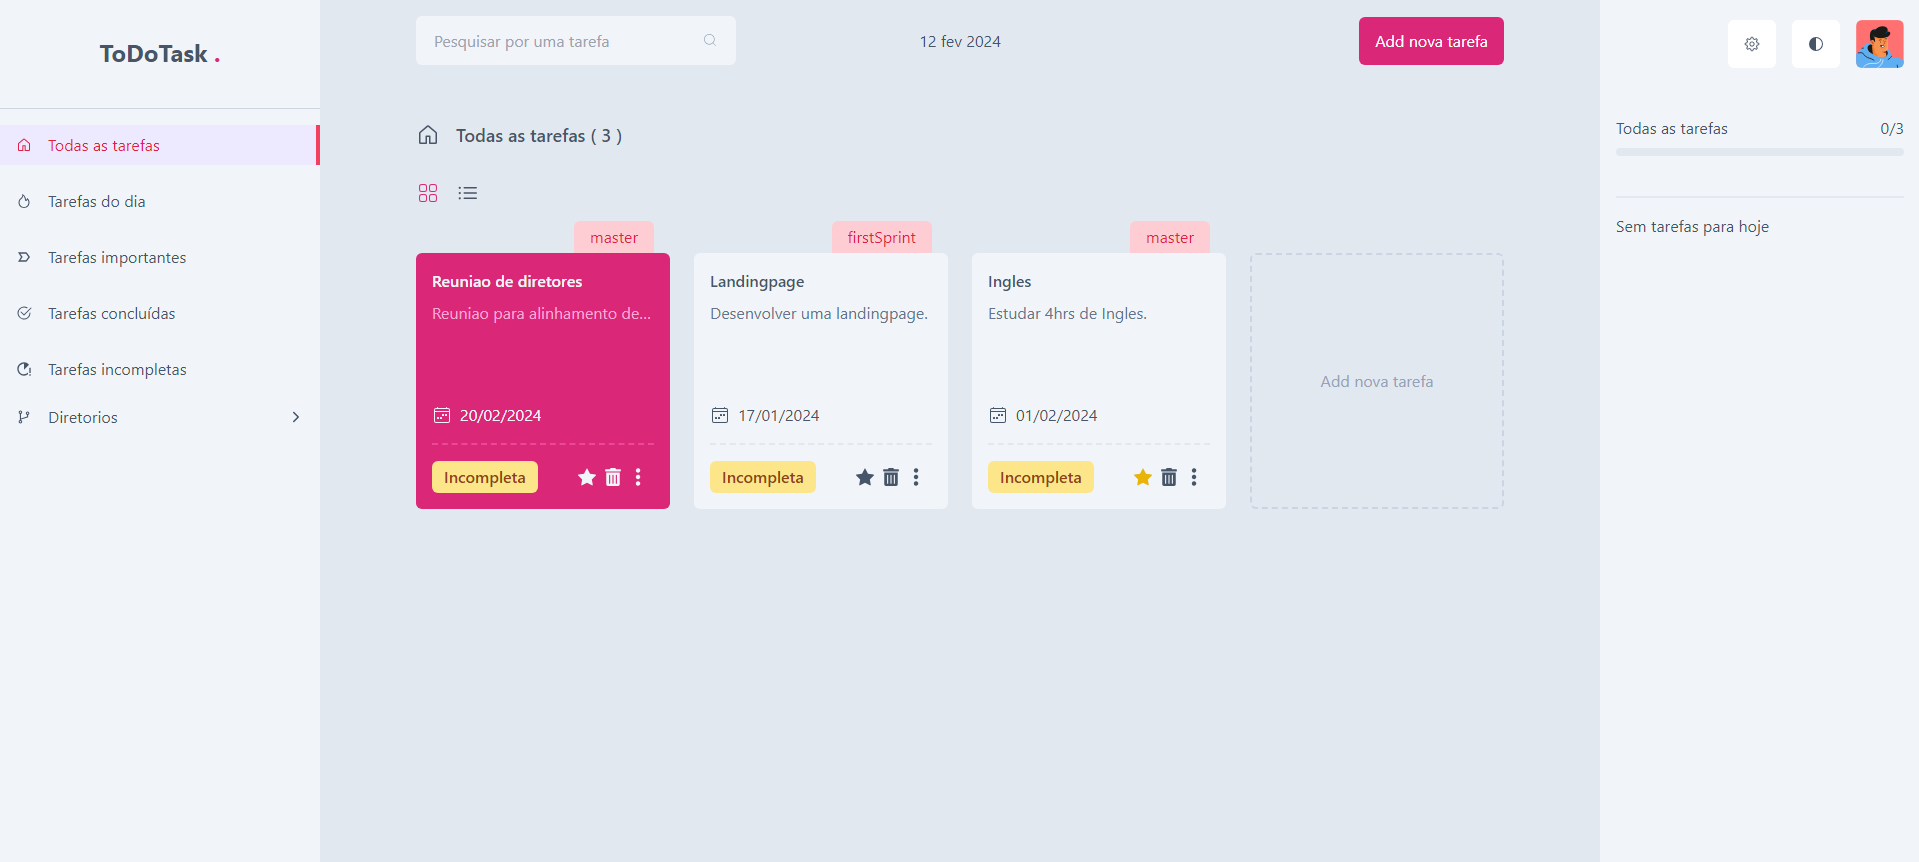 ToDoTask .
Todas as tarefas
Tarefas do dia
Tarefas importantes
Tarefas concluídas
Tarefas incompletas
Diretorios
Pesquisar por uma tarefa
12 fev 2024
Add nova tarefa
Todas as tarefas ( 3 )
master
Reuniao de diretores
Reuniao para alinhamento de...
20/02/2024
Incompleta
firstSprint
Landingpage
Desenvolver uma landingpage.
17/01/2024
Incompleta
master
Ingles
Estudar 4hrs de Ingles.
01/02/2024
Incompleta
Add nova tarefa
Todas as tarefas 0/3
Sem tarefas para hoje